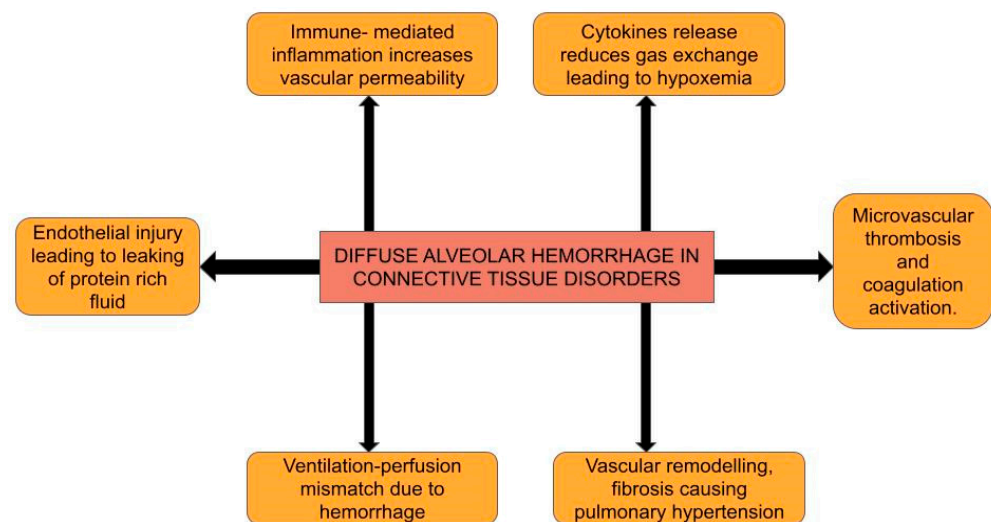 Immune- mediated
inflammation increases
vascular permeability
Cytokines release
reduces gas exchange
leading to hypoxemia
Endothelial injury
leading to leaking
of protein rich
fluid
DIFFUSE ALVEOLAR HEMORRHAGE IN
CONNECTIVE TISSUE DISORDERS
Microvascular
thrombosis
and
coagulation
activation.
Ventilation-perfusion
mismatch due to
hemorrhage
Vascular remodelling,
fibrosis causing
pulmonary hypertension